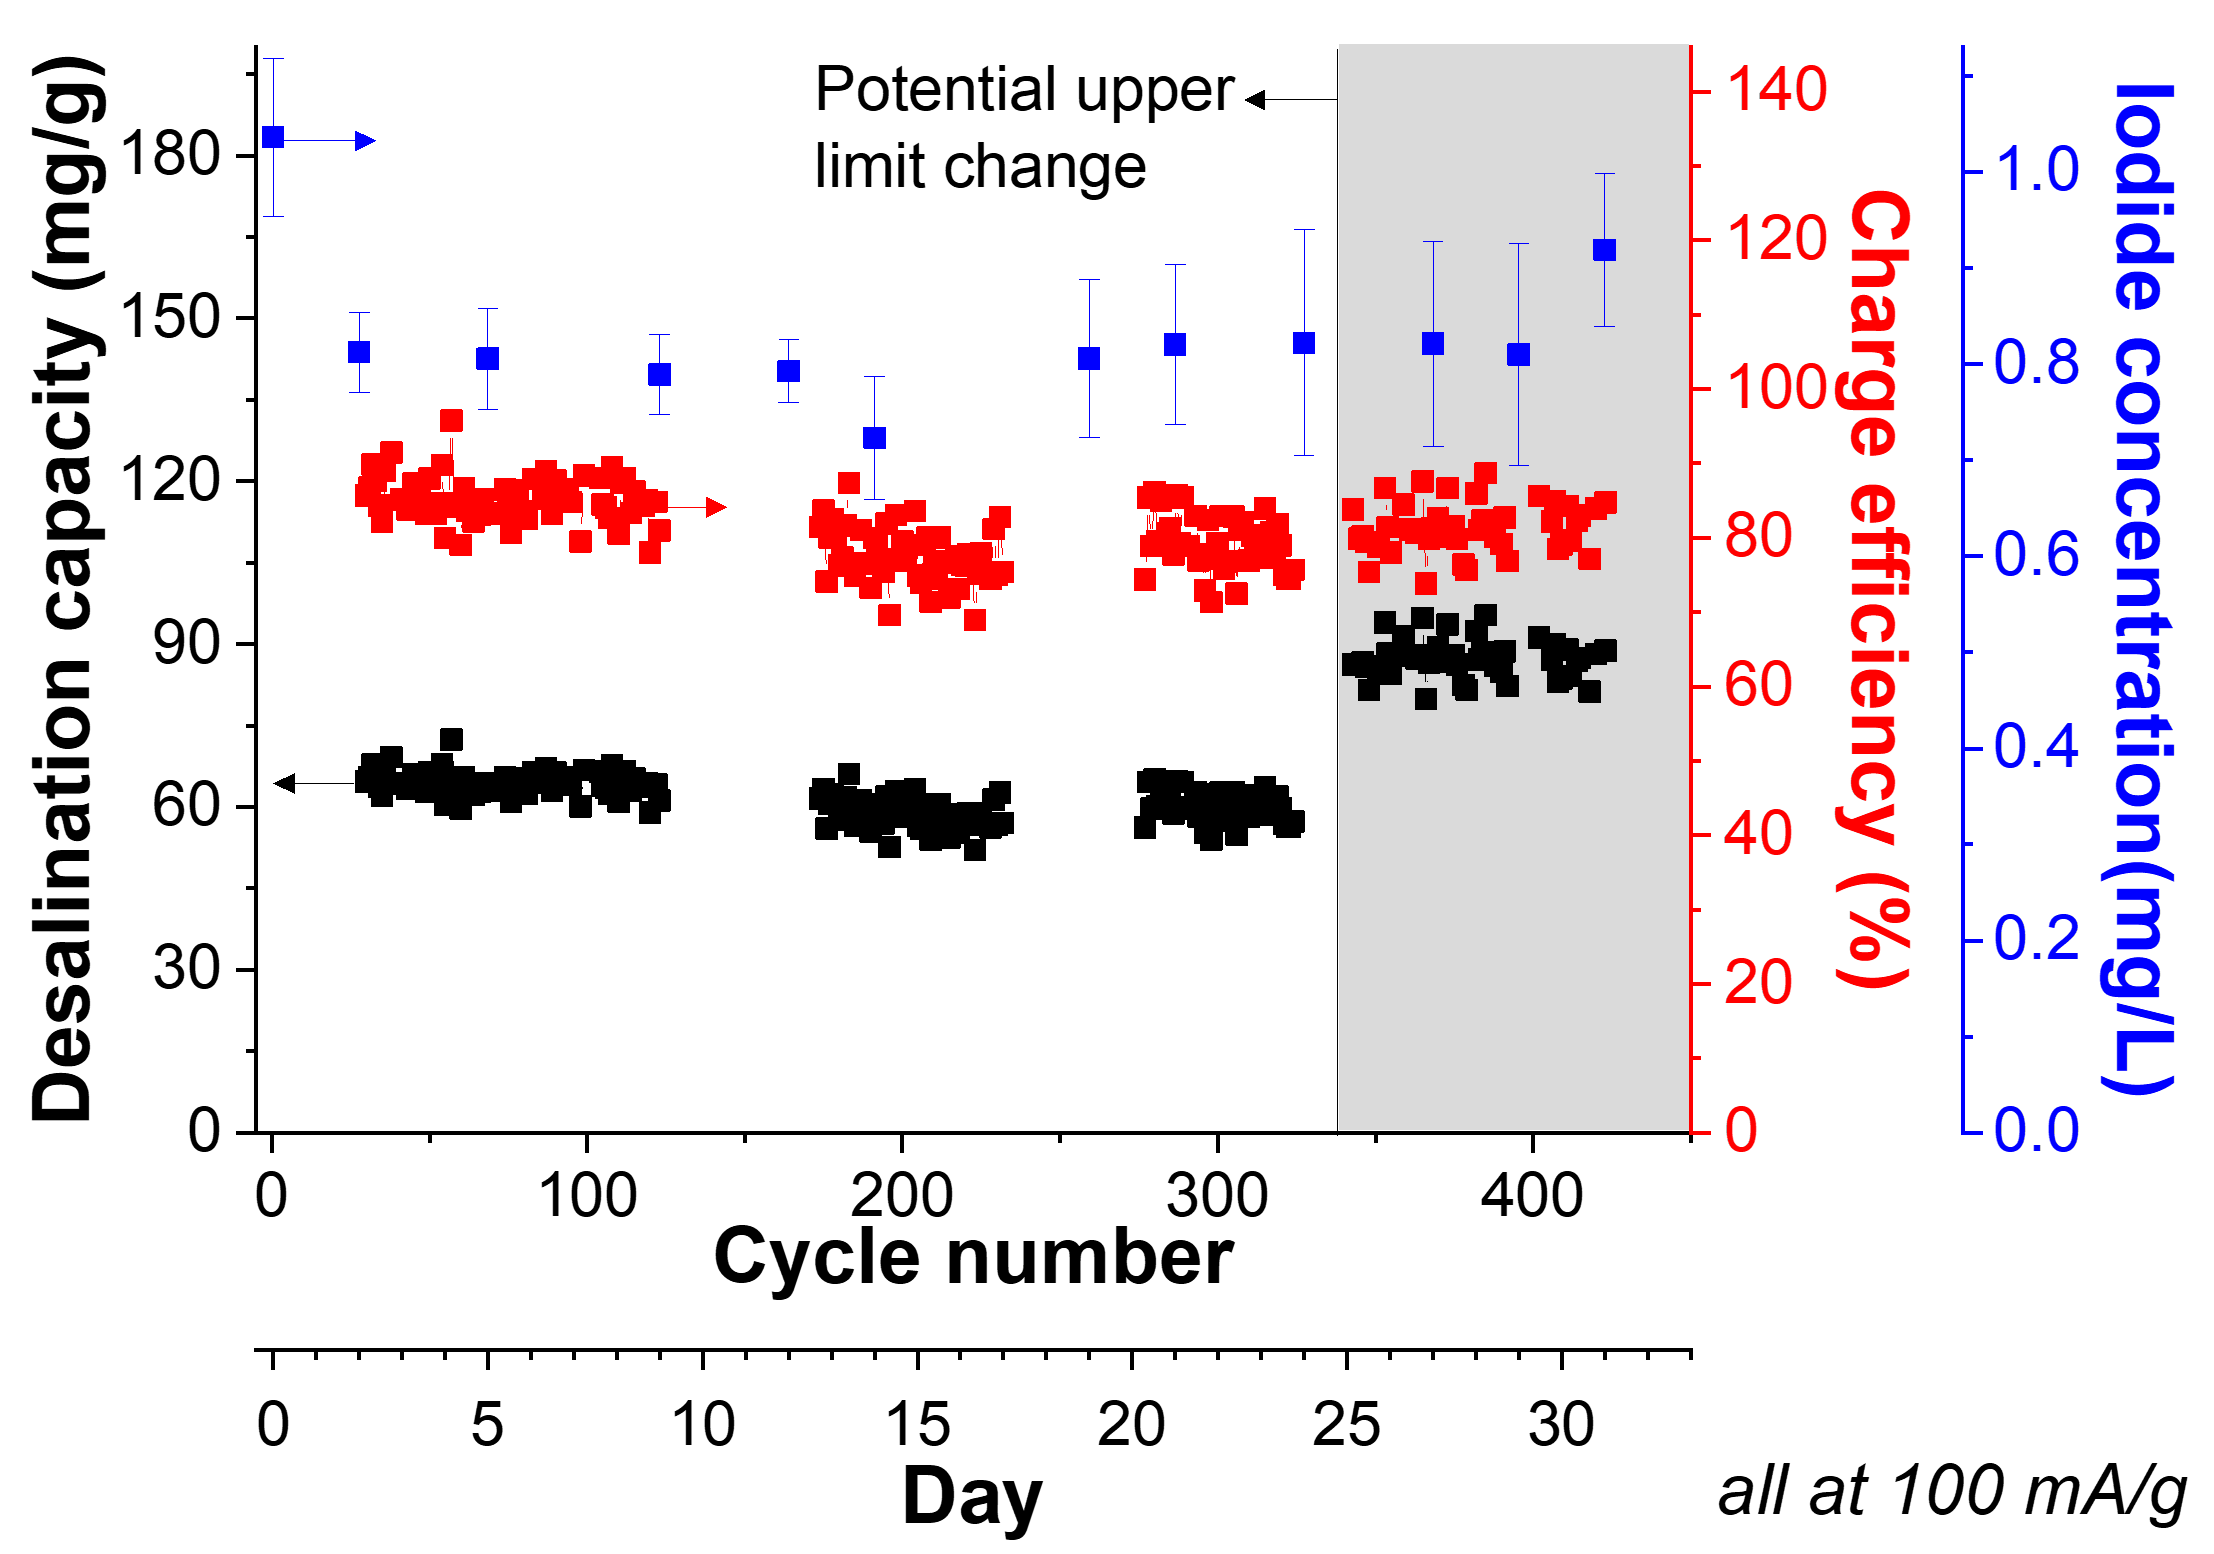 Desalination capacity (mg/g)
180
150
120
90
60
30
0
Potential upper
limit change
140
120
100
80
60
40
20
0
Charge efficiency (%)
1.0
0.8
0.6
0.4
0.2
0.0
Iodide concentration(mg/L)
0 100 200 300 400
Cycle number
0 5 10 15 20 25 30
Day
all at 100 mA/g